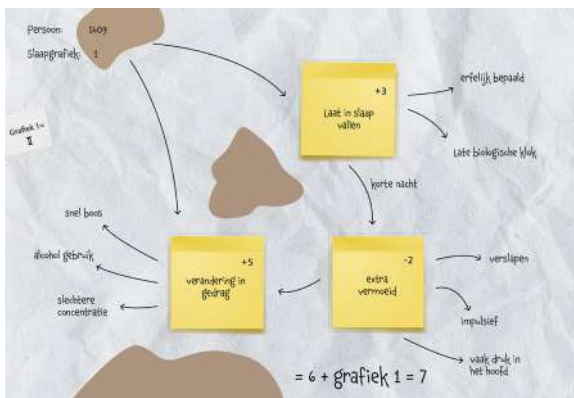 Persoon: 1609
Slaapgrafiek: 1
Grafiek 1=
II
+3
Laat in slaap
vallen
erfelijk bepaald
Late biologische klok
korte nacht
snel boos
alcohol gebruik
slechtere
concentratie
+5
verandering in
gedrag
-2
extra
vermoeid
verslapen
impulsief
vaak druk in
het hoofd
= 6 + grafiek 1 = 7